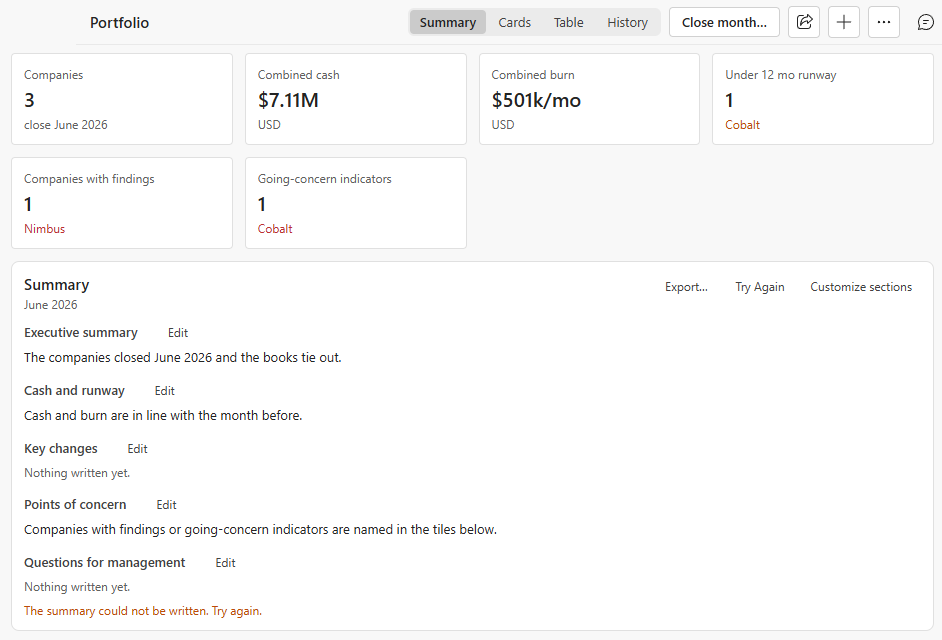 Portfolio
Summary Cards Table History Close month...
Companies
3
close June 2026
Combined cash
$7.11M
USD
Combined burn
$501k/mo
USD
Under 12 mo runway
1
Cobalt
Companies with findings
1
Nimbus
Going-concern indicators
1
Cobalt
Summary
June 2026
Export... Try Again Customize sections
Executive summary Edit
The companies closed June 2026 and the books tie out.
Cash and runway Edit
Cash and burn are in line with the month before.
Key changes Edit
Nothing written yet.
Points of concern Edit
Companies with findings or going-concern indicators are named in the tiles below.
Questions for management Edit
Nothing written yet.
The summary could not be written. Try again.